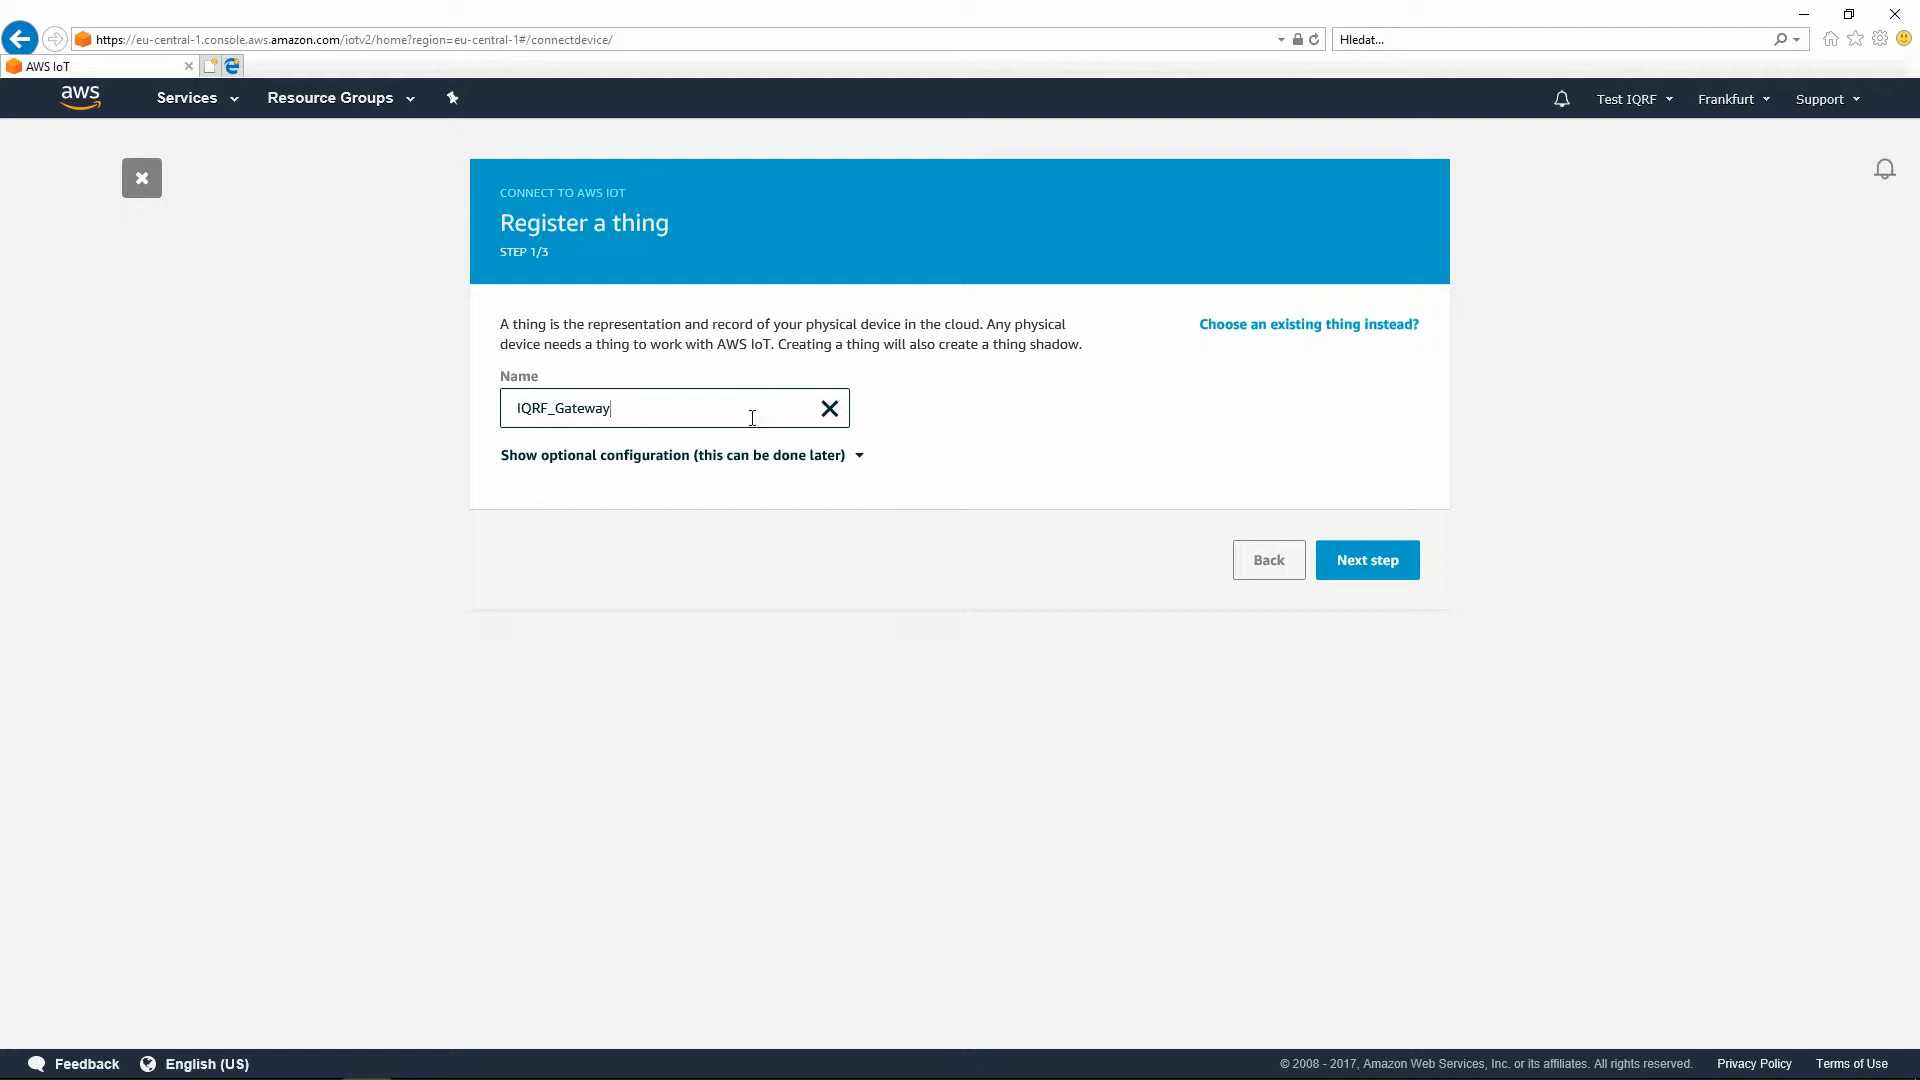 https://eu-central-1.console.aws.amazon.com/iotv2/home?region=eu-central-1#/connectdevice/
Hledat...
AWS IoT
aws
Services
Resource Groups
Test IQRF
Frankfurt
Support
CONNECT TO AWS IOT
Register a thing
STEP 1/3
A thing is the representation and record of your physical device in the cloud. Any physical
device needs a thing to work with AWS IoT. Creating a thing will also create a thing shadow.
Choose an existing thing instead?
Name
IQRF_Gateway
Show optional configuration (this can be done later)
Back
Next step
Feedback
English (US)
© 2008 - 2017, Amazon Web Services, Inc. or its affiliates. All rights reserved.
Privacy Policy
Terms of Use